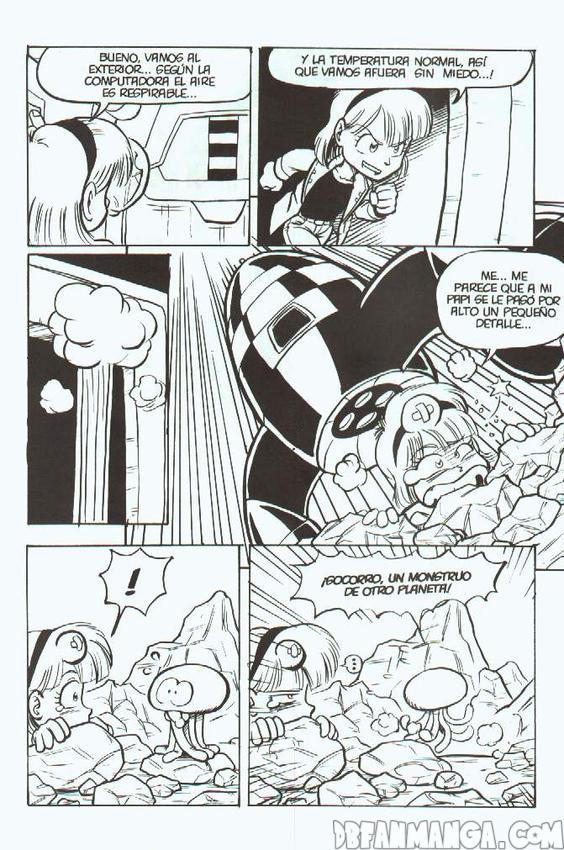 BUENO, VAMOS AL
EXTERIOR... SEGÚN LA
COMPUTADORA EL AIRE
ES RESPIRABLE...
Y LA TEMPERATURA NORMAL, ASÍ
QUE VAMOS AFUERA SIN MIEDO...!
ME... ME
PARECE QUE A MI
PAPI SE LE PASÓ POR
ALTO UN PEQUEÑO
DETALLE...
!
¡SOCORRO, UN MONSTRUO
DE OTRO PLANETA!
...
DBFANMANGA.COM